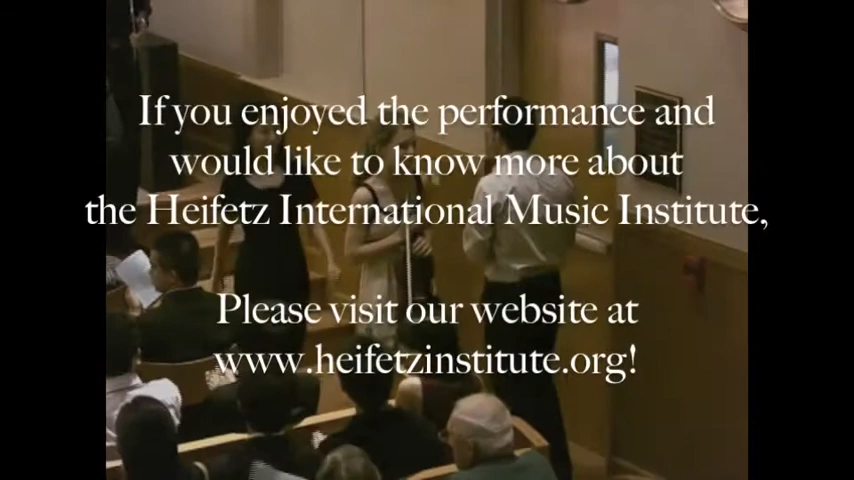 If you enjoyed the performance and
would like to know more about
the Heifetz International Music Institute,
Please visit our website at
www.heifetzinstitute.org!